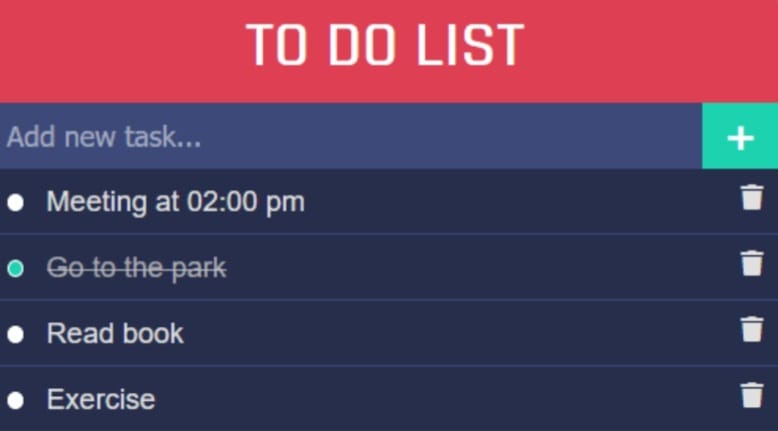 TO DO LIST
Add new task...
+
Meeting at 02:00 pm
Go to the park
Read book
Exercise